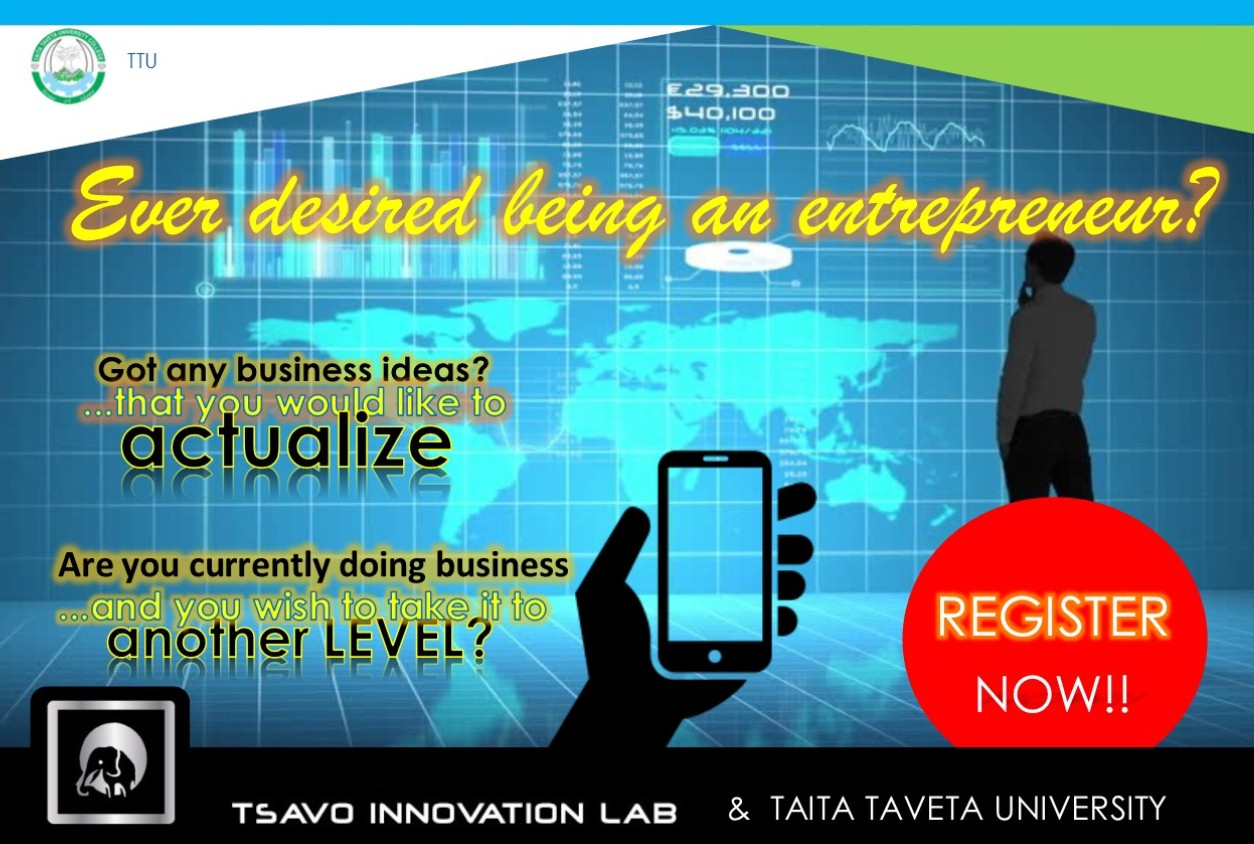 TTU
£29,300
$40,100
Ever desired being an entrepreneur?
Got any business ideas?
...that you would like to
actualize
Are you currently doing business
...and you wish to take it to
another LEVEL?
REGISTER
NOW!!
TSAVO INNOVATION LAB & TAITA TAVETA UNIVERSITY